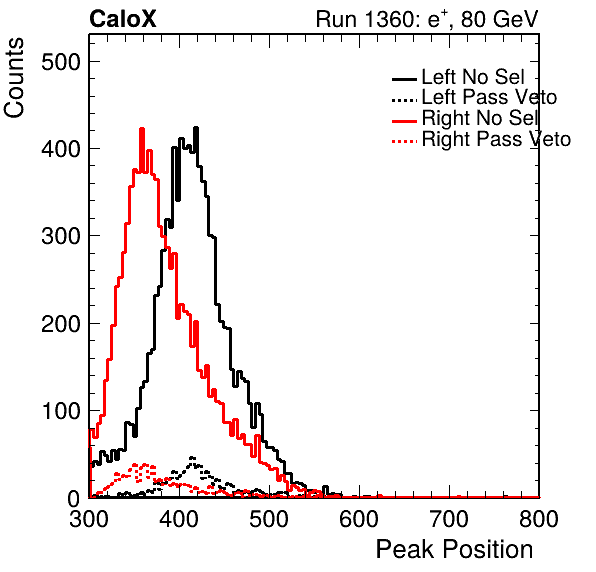 CaloX Run 1360: e+, 80 GeV
Counts
500
400
300
200
100
0
Left No Sel
Left Pass Veto
Right No Sel
Right Pass Veto
300 400 500 600 700 800
Peak Position